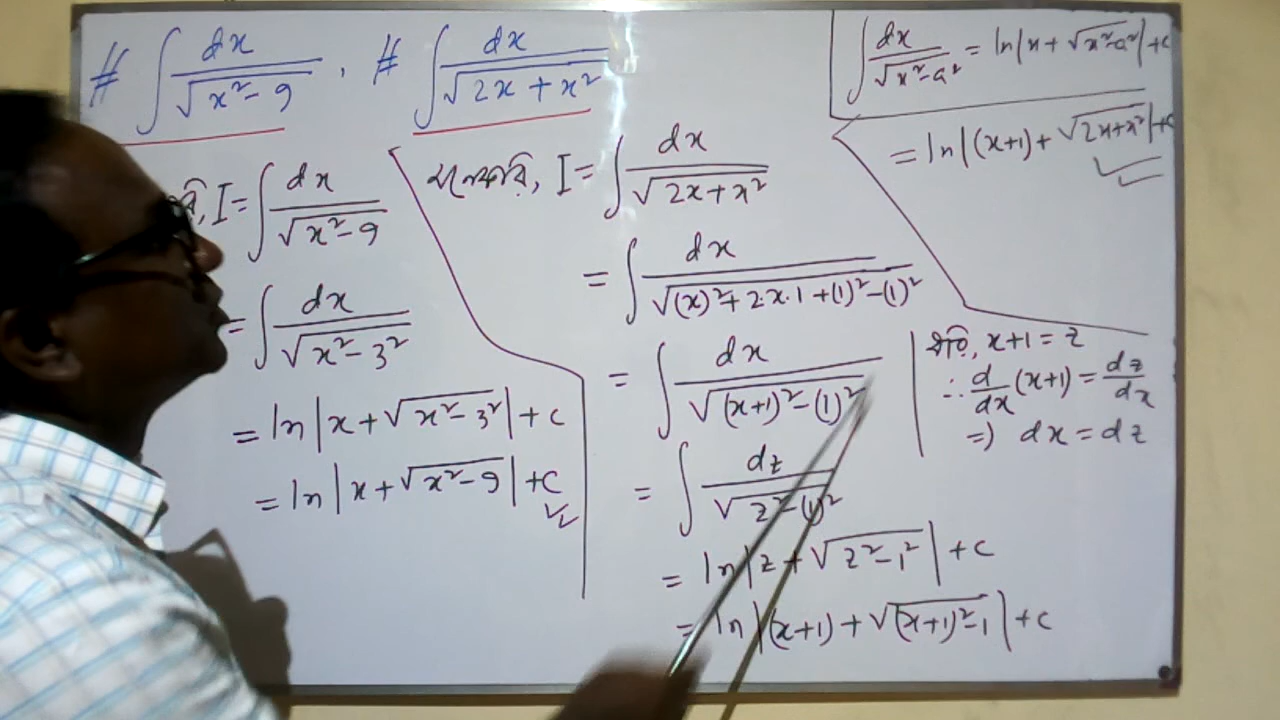 # ∫ dx/√(x²-9) , # ∫ dx/√(2x+x²)
I = ∫ dx/√(x²-9)
= ∫ dx/√(x²-3²)
= ln|x+√(x²-3²)|+c
= ln|x+√(x²-9)|+c
মনেকরি, I = ∫ dx/√(2x+x²)
= ∫ dx/√((x)²+2.x.1+(1)²-(1)²)
= ∫ dx/√((x+1)²-(1)²)
= ∫ dz/√(z²-(1)²)
= ln|z+√(z²-1²)|+c
= ln|(x+1)+√((x+1)²-1)|+c
ধরি, x+1=z
∴ d/dx(x+1) = dz/dx
=) dx=dz
∫ dx/√(x²-a²) = ln|x+√(x²-a²)|+c
= ln|(x+1)+√(2x+x²)|+c